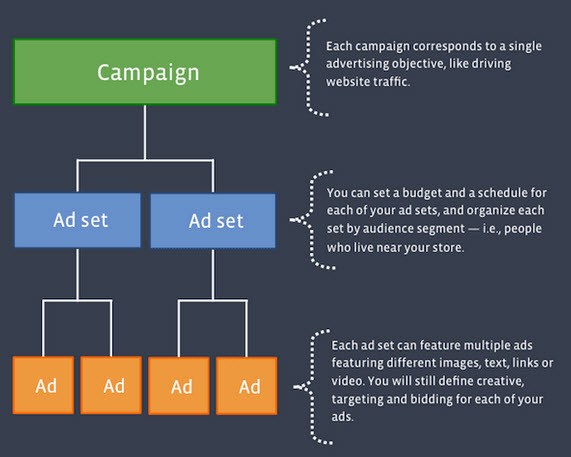 Campaign
Each campaign corresponds to a single
advertising objective, like driving
website traffic.
Ad set
Ad set
You can set a budget and a schedule for
each of your ad sets, and organize each
set by audience segment — i.e., people
who live near your store.
Ad
Ad
Ad
Ad
Each ad set can feature multiple ads
featuring different images, text, links or
video. You will still define creative,
targeting and bidding for each of your
ads.